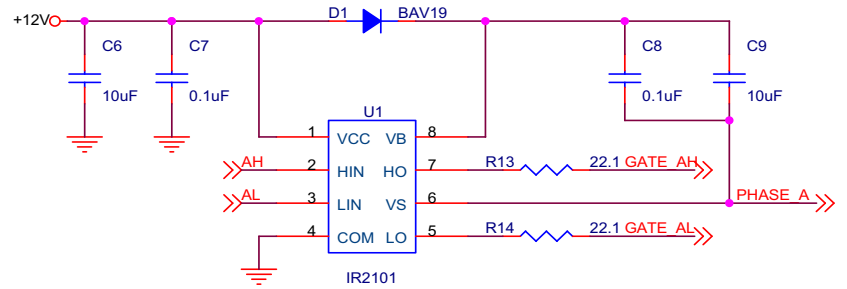 +12V
D1 BAV19
C6 C7 C8 C9
10uF 0.1uF 0.1uF 10uF
U1
1 VCC VB 8
AH 2 HIN HO 7 R13 22.1 GATE_AH
AL 3 LIN VS 6 PHASE_A
4 COM LO 5 R14 22.1 GATE_AL
IR2101